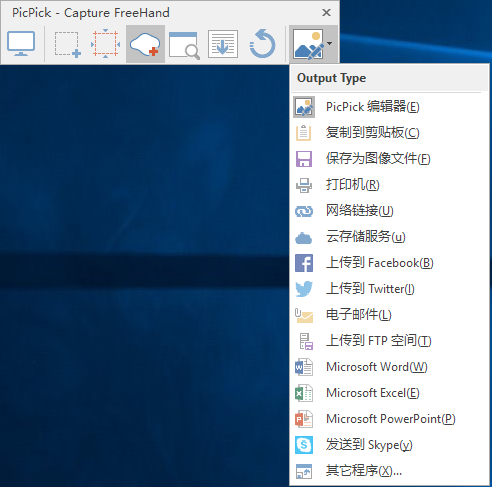 PicPick - Capture FreeHand
Output Type
PicPick 编辑器(E)
复制到剪贴板(C)
保存为图像文件(F)
打印机(R)
网络链接(U)
云存储服务(u)
上传到 Facebook(B)
上传到 Twitter(I)
电子邮件(L)
上传到 FTP 空间(T)
Microsoft Word(W)
Microsoft Excel(E)
Microsoft PowerPoint(P)
发送到 Skype(y)
其它程序(X)...